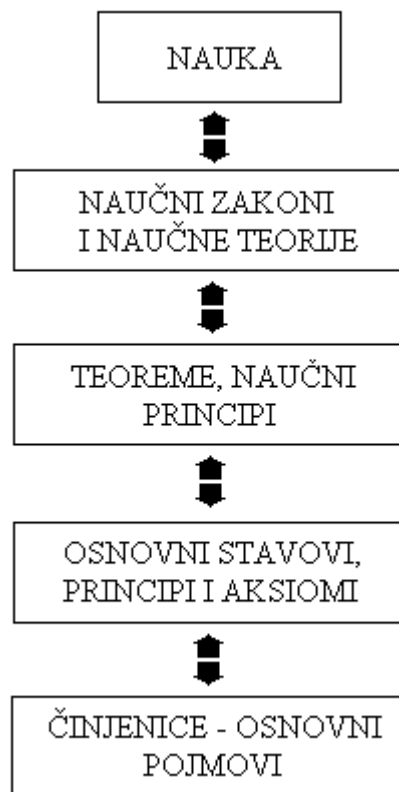 NAUKA
NAUČNI ZAKONI
I NAUČNE TEORIJE
TEOREME, NAUČNI
PRINCIPI
OSNOVNI STAVOVI,
PRINCIPI I AKSIOMI
ČINJENICE - OSNOVNI
POJMOVI